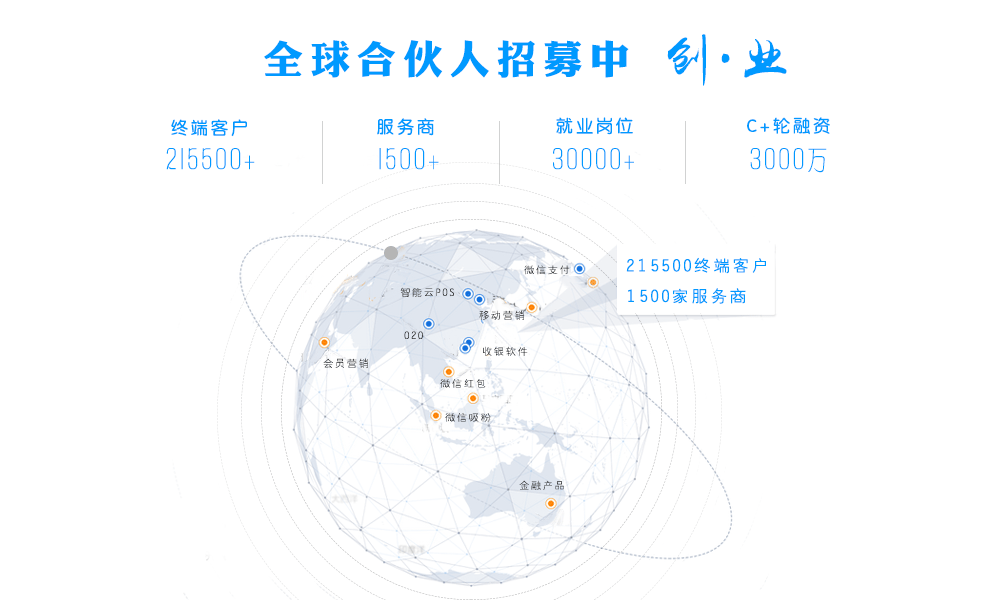 全球合伙人招募中 创·业
终端客户 服务商 就业岗位 C+轮融资
215500+ 1500+ 30000+ 3000万
215500终端客户
1500家服务商
微信支付
智能云POS
移动营销
O2O
收银软件
会员营销
微信红包
微信吸粉
金融产品